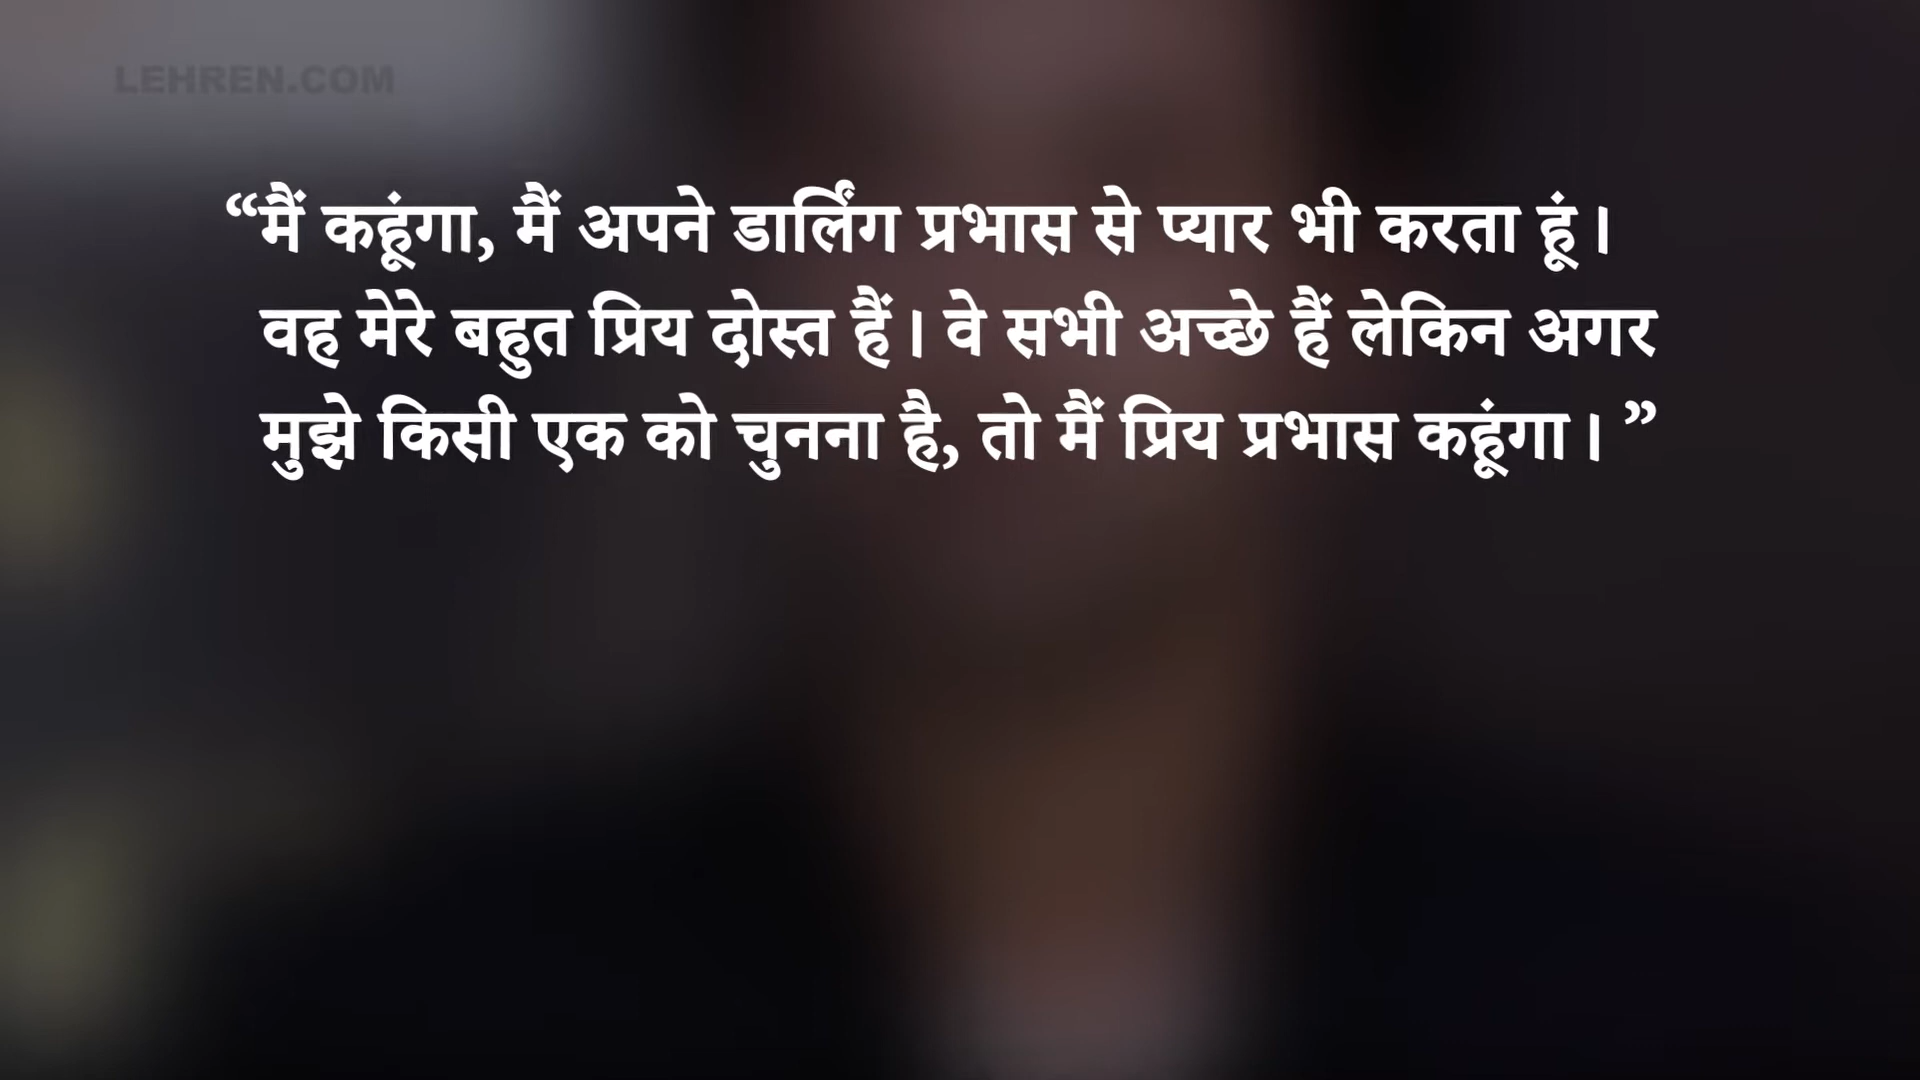 LEHREN.COM
“मैं कहूंगा, मैं अपने डार्लिंग प्रभास से प्यार भी करता हूं।
वह मेरे बहुत प्रिय दोस्त हैं। वे सभी अच्छे हैं लेकिन अगर
मुझे किसी एक को चुनना है, तो मैं प्रिय प्रभास कहूंगा। ”